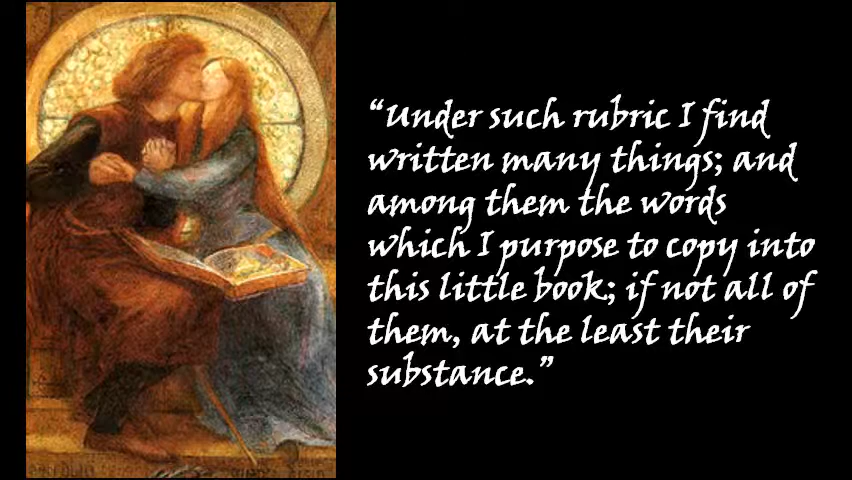 “Under such rubric I find
written many things; and
among them the words
which I purpose to copy into
this little book; if not all of
them, at the least their
substance.”